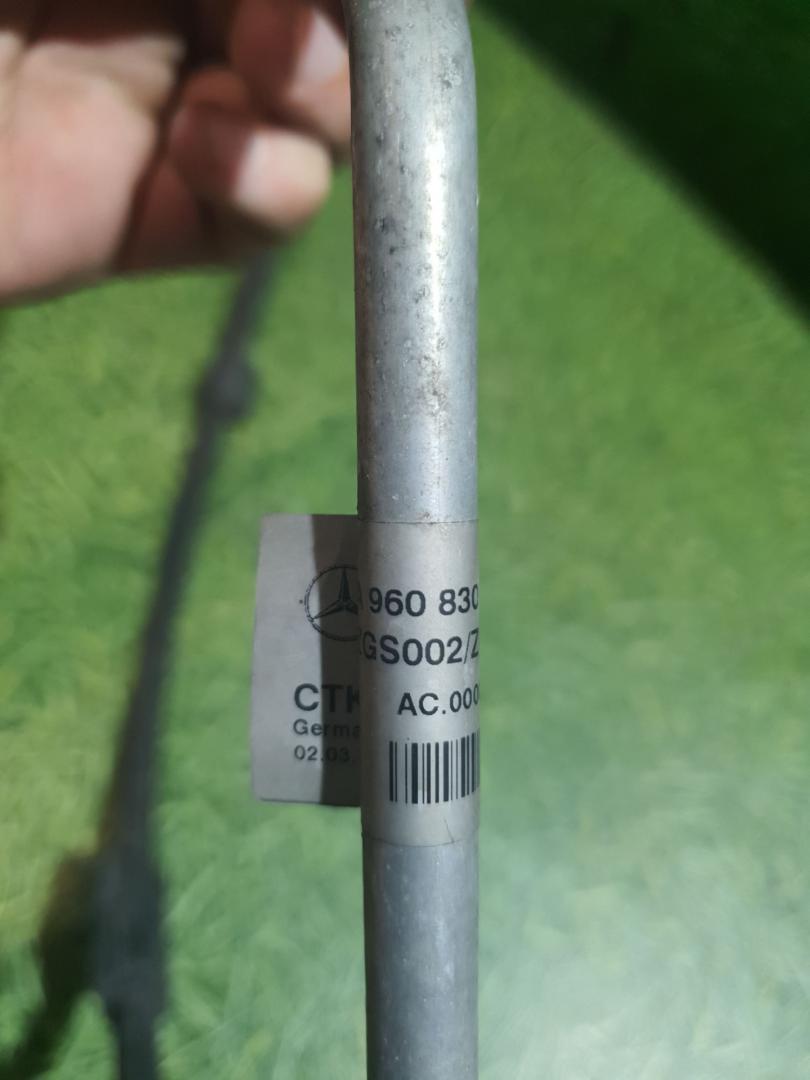 960 830
GS002/Z
AC.000
CTK
Germa
02.03.